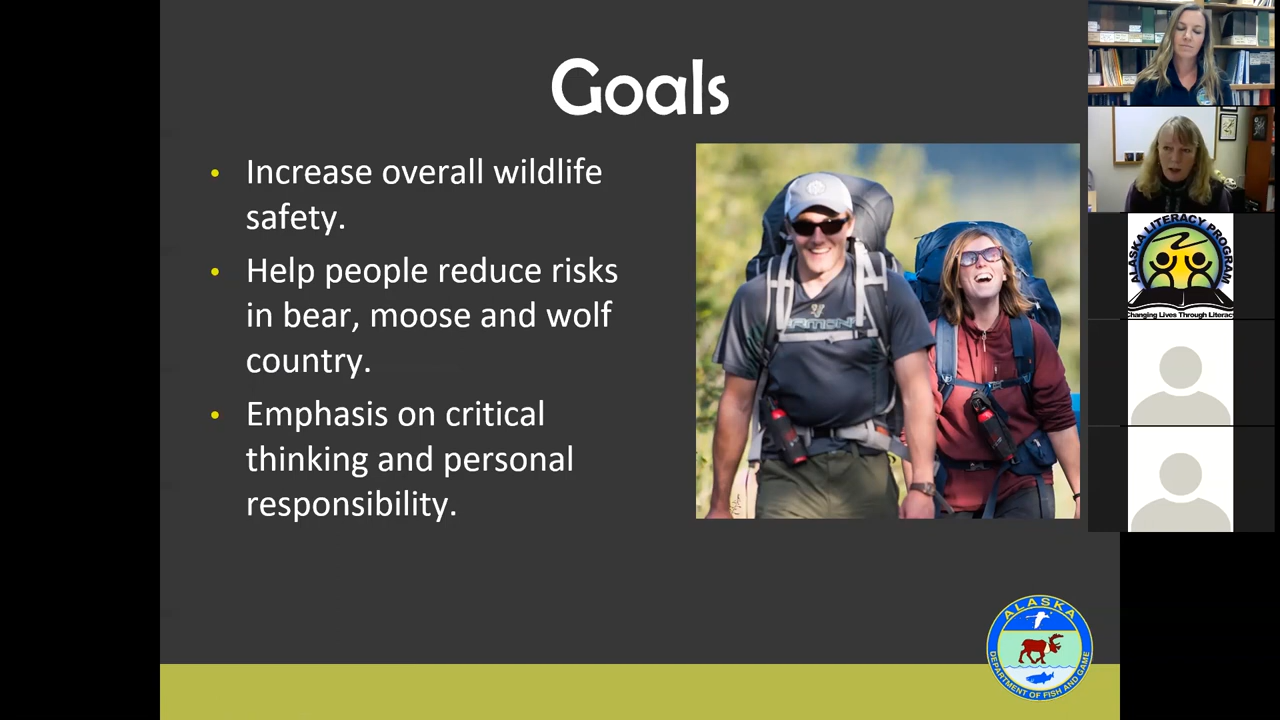 Goals
• Increase overall wildlife
safety.
• Help people reduce risks
in bear, moose and wolf
country.
• Emphasis on critical
thinking and personal
responsibility.
ALASKA LITERACY PROGRAM
Changing Lives Through Literacy
ALASKA
DEPARTMENT OF FISH AND GAME